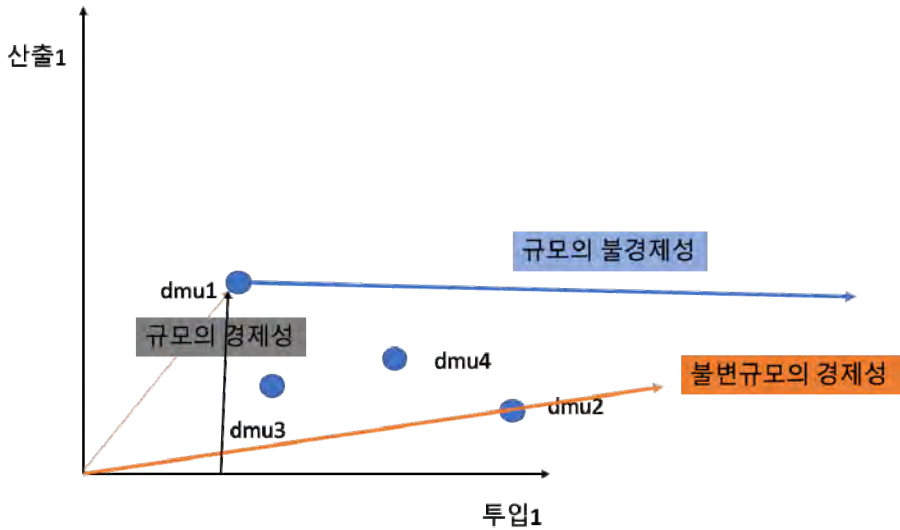 산출1
규모의 불경제성
dmu1
규모의 경제성
dmu4
불변규모의 경제성
dmu2
dmu3
투입1